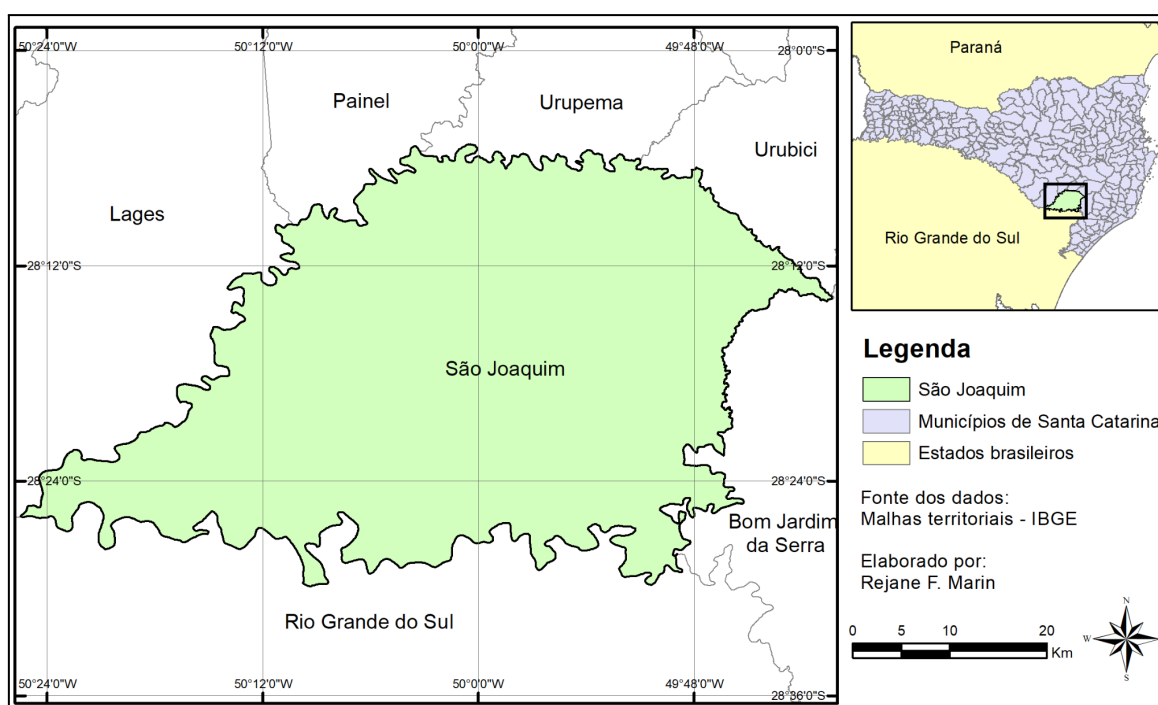 50°24'0"W
50°12'0"W
50°0'0"W
49°48'0"W
28°0'0"S
Painel
Urupema
Urubici
Lages
28°12'0"S
28°12'0"S
São Joaquim
28°24'0"S
28°24'0"S
Bom Jardim
da Serra
Rio Grande do Sul
50°24'0"W
50°12'0"W
50°0'0"W
49°48'0"W
28°36'0"S
Paraná
Rio Grande do Sul
Legenda
São Joaquim
Municípios de Santa Catarina
Estados brasileiros
Fonte dos dados:
Malhas territoriais - IBGE
Elaborado por:
Rejane F. Marin
0 5 10 20
Km
N
W E
S